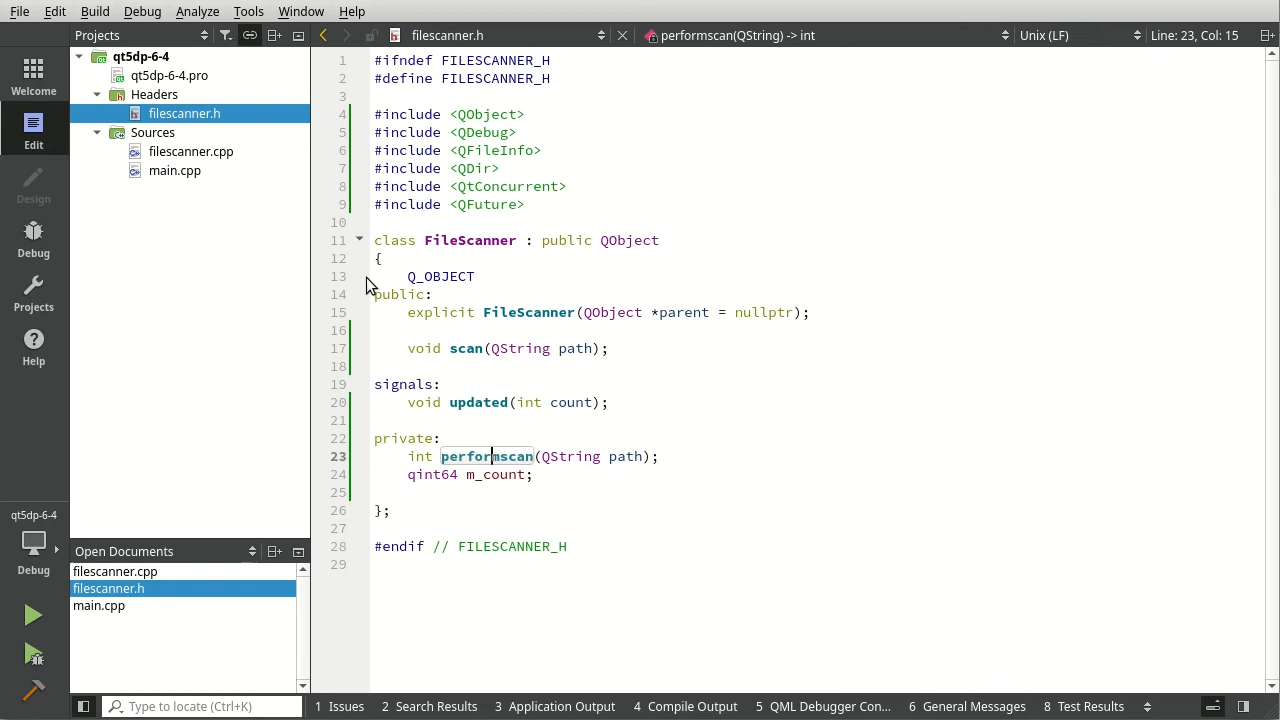 File Edit Build Debug Analyze Tools Window Help
Projects
filescanner.h
performscan(QString) -> int
Unix (LF)
Line: 23, Col: 15
Welcome
Edit
Design
Debug
Projects
Help
qt5dp-6-4
Debug
qt5dp-6-4
qt5dp-6-4.pro
Headers
filescanner.h
Sources
filescanner.cpp
main.cpp
Open Documents
filescanner.cpp
filescanner.h
main.cpp
1 #ifndef FILESCANNER_H
2 #define FILESCANNER_H
3
4 #include <QObject>
5 #include <QDebug>
6 #include <QFileInfo>
7 #include <QDir>
8 #include <QtConcurrent>
9 #include <QFuture>
10
11 class FileScanner : public QObject
12 {
13 Q_OBJECT
14 public:
15 explicit FileScanner(QObject *parent = nullptr);
16
17 void scan(QString path);
18
19 signals:
20 void updated(int count);
21
22 private:
23 int performscan(QString path);
24 qint64 m_count;
25
26 };
27
28 #endif // FILESCANNER_H
29
Type to locate (Ctrl+K)
1 Issues 2 Search Results 3 Application Output 4 Compile Output 5 QML Debugger Con... 6 General Messages 8 Test Results